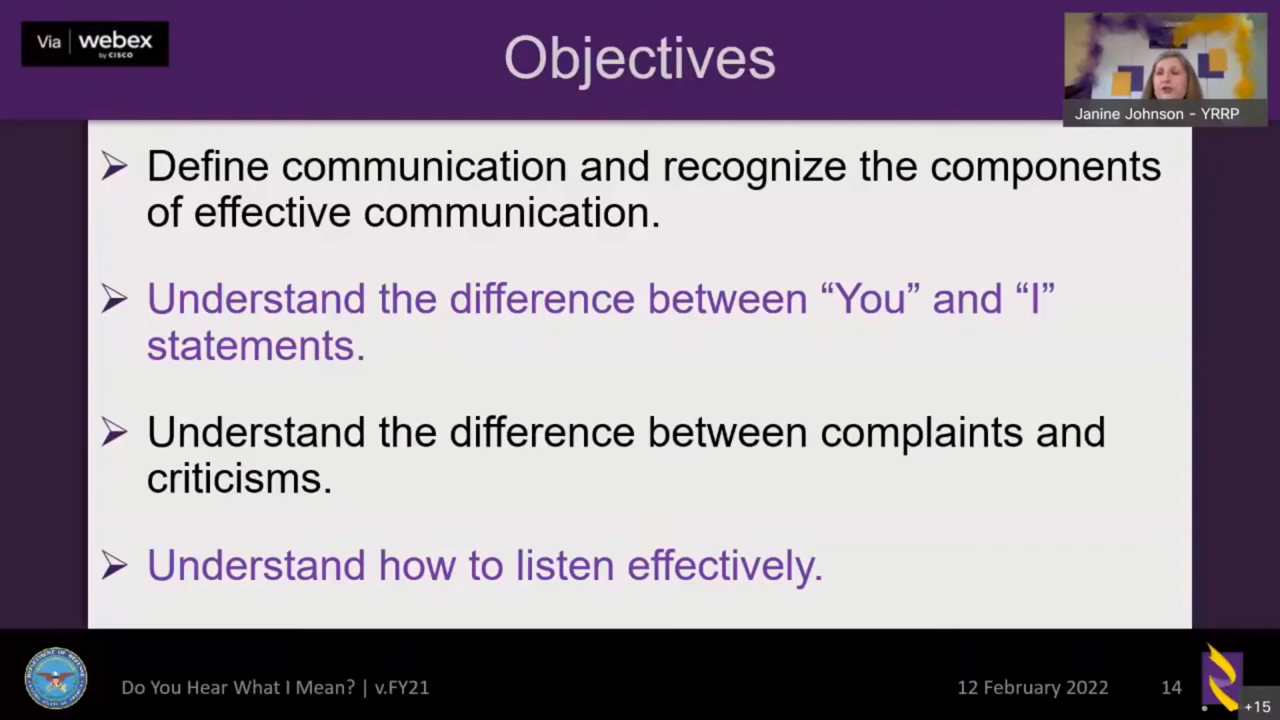 Via webex
by CISCO
Objectives
Janine Johnson - YRRP
➢ Define communication and recognize the components
of effective communication.
➢ Understand the difference between “You” and “I”
statements.
➢ Understand the difference between complaints and
criticisms.
➢ Understand how to listen effectively.
Do You Hear What I Mean? | v.FY21
12 February 2022
14
+15